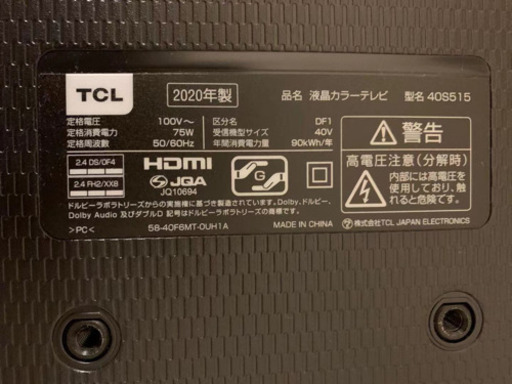 TCL 2020年製 品名 液晶カラーテレビ 型名 40S515
定格電圧 100V〜 区分名 DF1
定格消費電力 75W 受信機型サイズ 40V
定格周波数 50/60Hz 年間消費電力量 90kWh/年
2.4 DS/OF4
2.4 FH2/XX8
HDMI
JQA
JQ10694
G
警告
高電圧注意(分解時)
内部には高電圧を
使用しており、触れ
ると危険です。
ドルビーラボラトリーズからの実施権に基づき製造されています。Dolby、ドルビー、
Dolby Audio 及びダブルD 記号はドルビーラボラトリーズの商標です。
>PC< 58-40F6MT-0UH1A MADE IN CHINA
株式会社TCL JAPAN ELECTRONICS